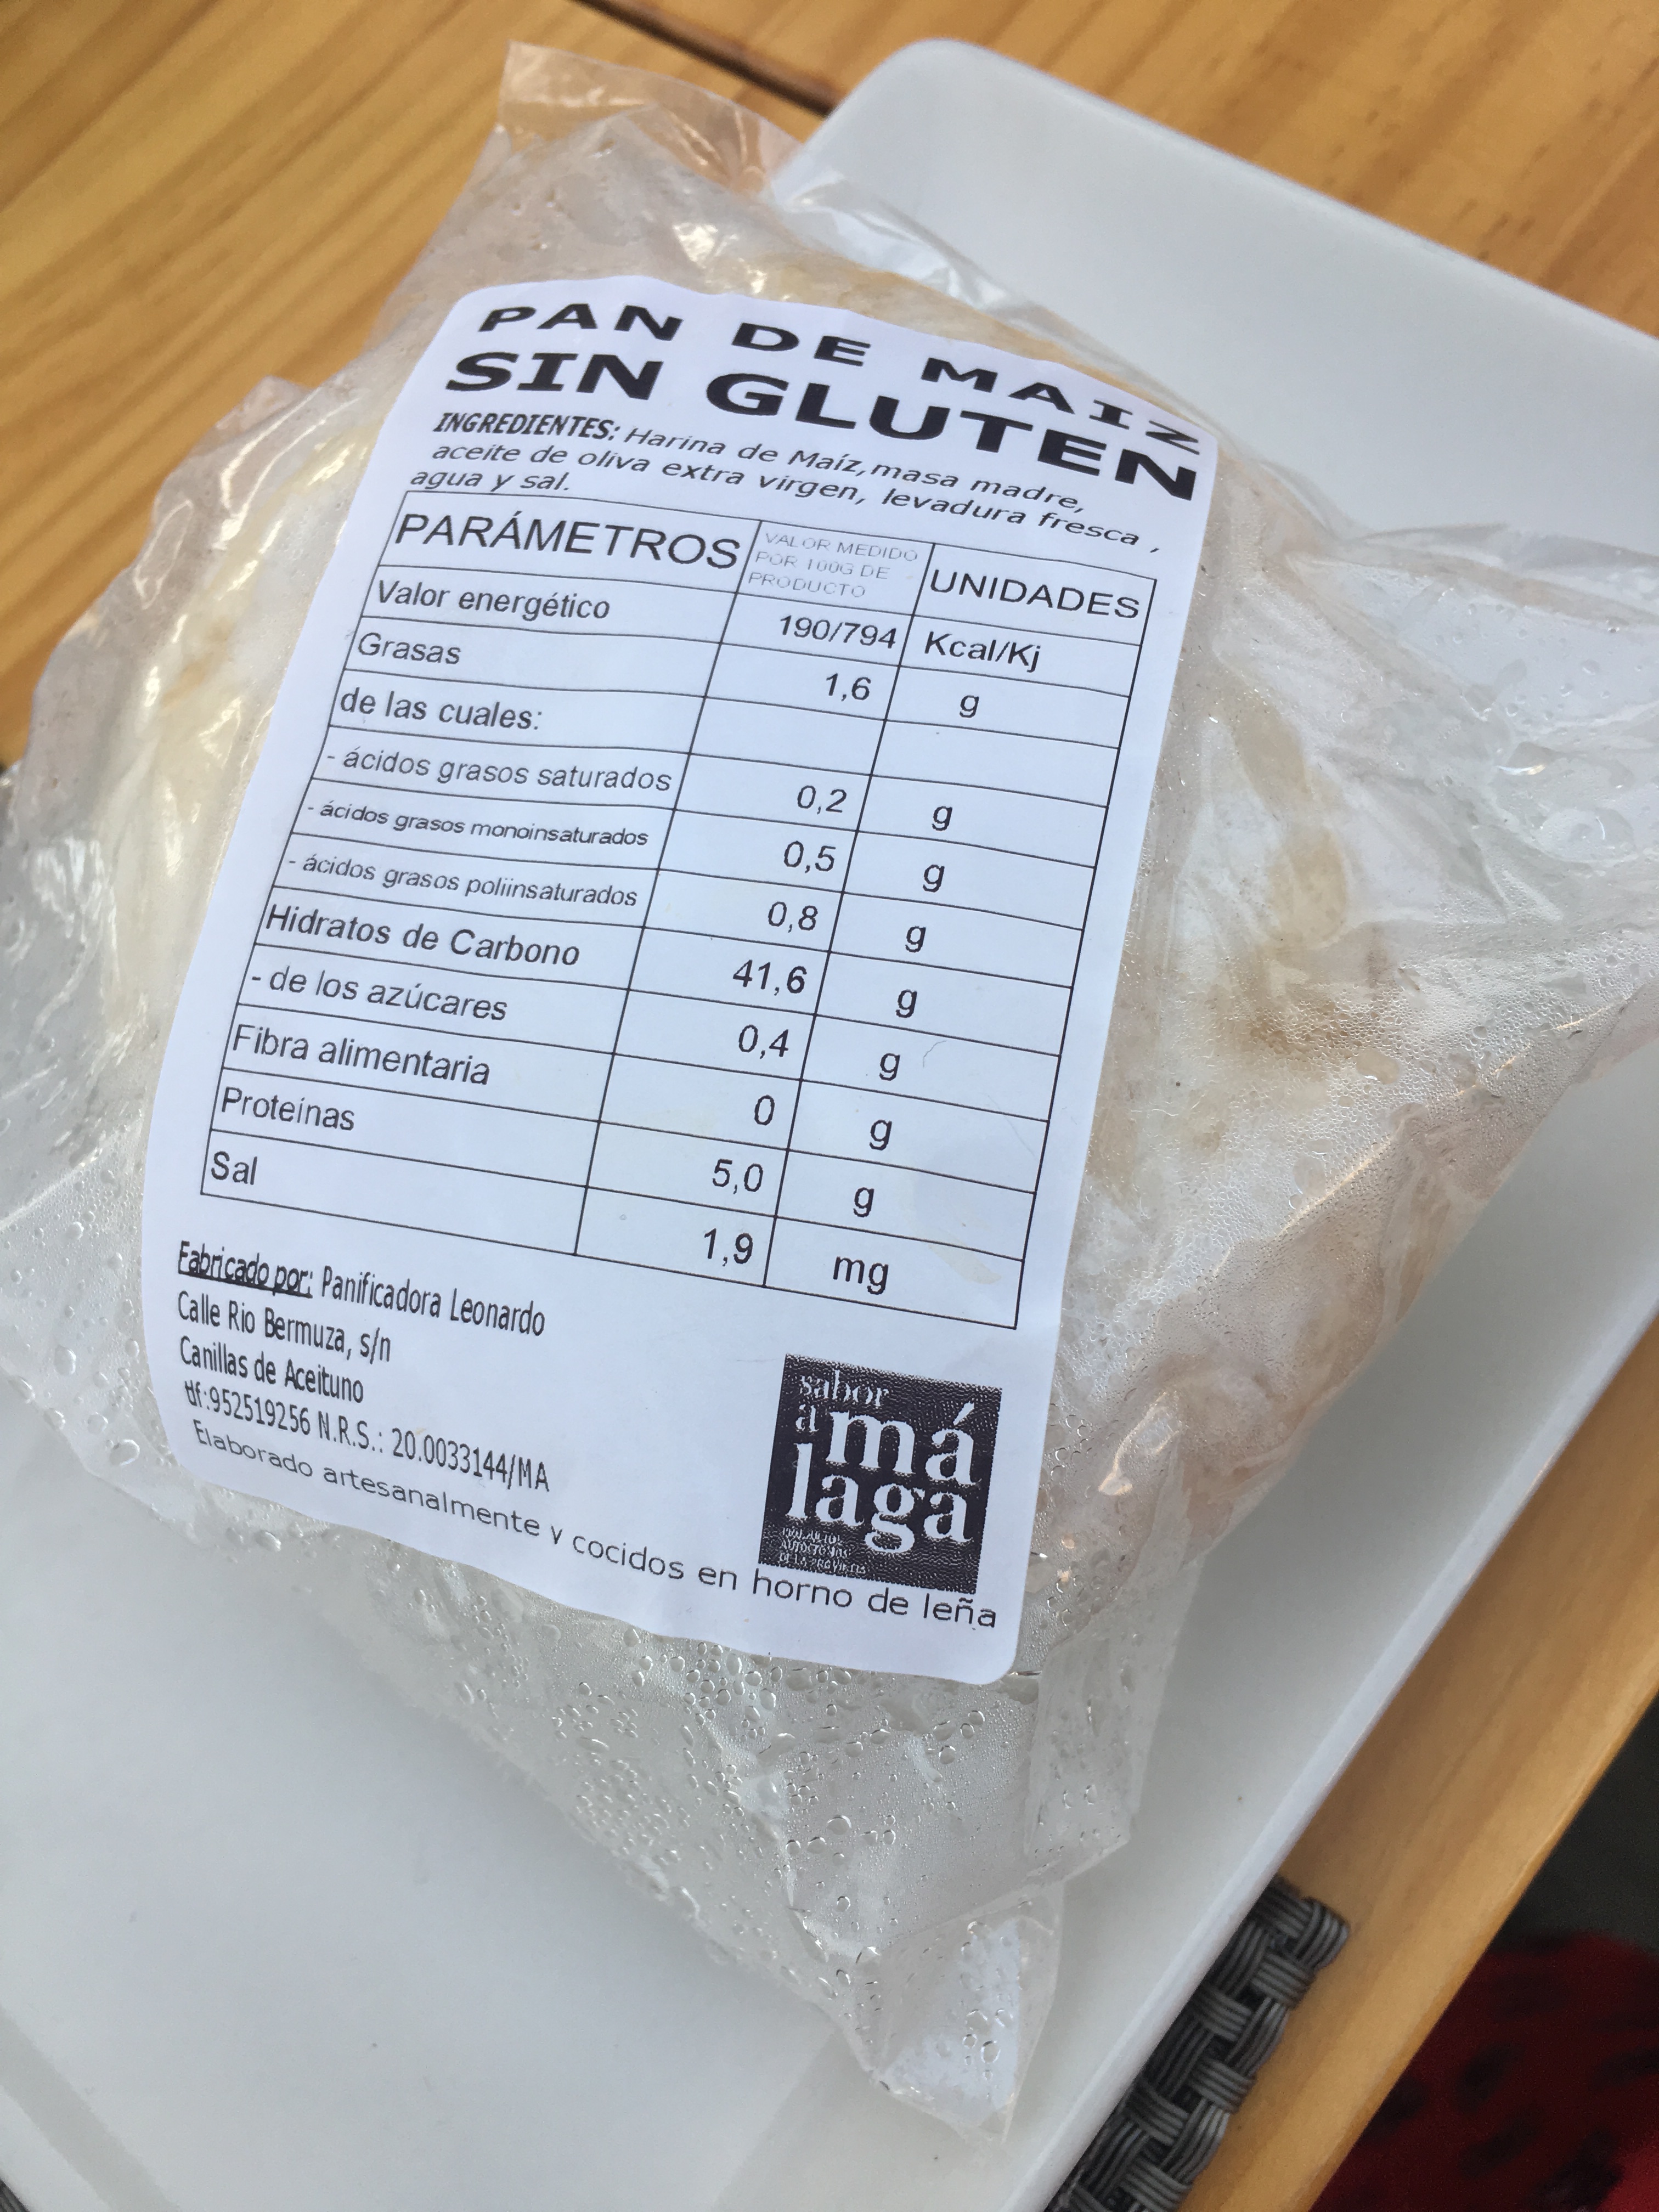 PAN DE MAIZ
SIN GLUTEN
INGREDIENTES: Harina de Maíz, masa madre,
aceite de oliva extra virgen, levadura fresca ,
agua y sal.
PARÁMETROS VALOR MEDIDO POR 100G DE PRODUCTO UNIDADES
Valor energético 190/794 Kcal/Kj
Grasas 1,6 g
de las cuales:
- ácidos grasos saturados 0,2 g
- ácidos grasos monoinsaturados 0,5 g
- ácidos grasos poliinsaturados 0,8 g
Hidratos de Carbono 41,6 g
- de los azúcares 0,4 g
Fibra alimentaria 0 g
Proteínas 5,0 g
Sal 1,9 mg
Fabricado por: Panificadora Leonardo
Calle Rio Bermuza, s/n
Canillas de Aceituno
tlf:952519256 N.R.S.: 20.0033144/MA
Elaborado artesanalmente y cocidos en horno de leña
sabor
a má
laga
DE LA PROVINCIA